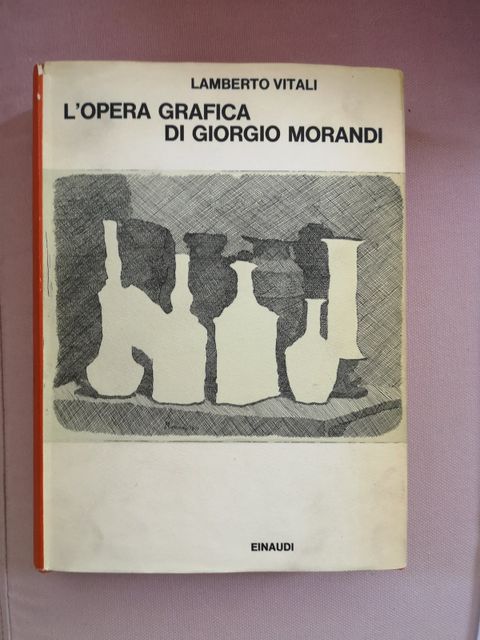 LAMBERTO VITALI
L'OPERA GRAFICA
DI GIORGIO MORANDI
EINAUDI